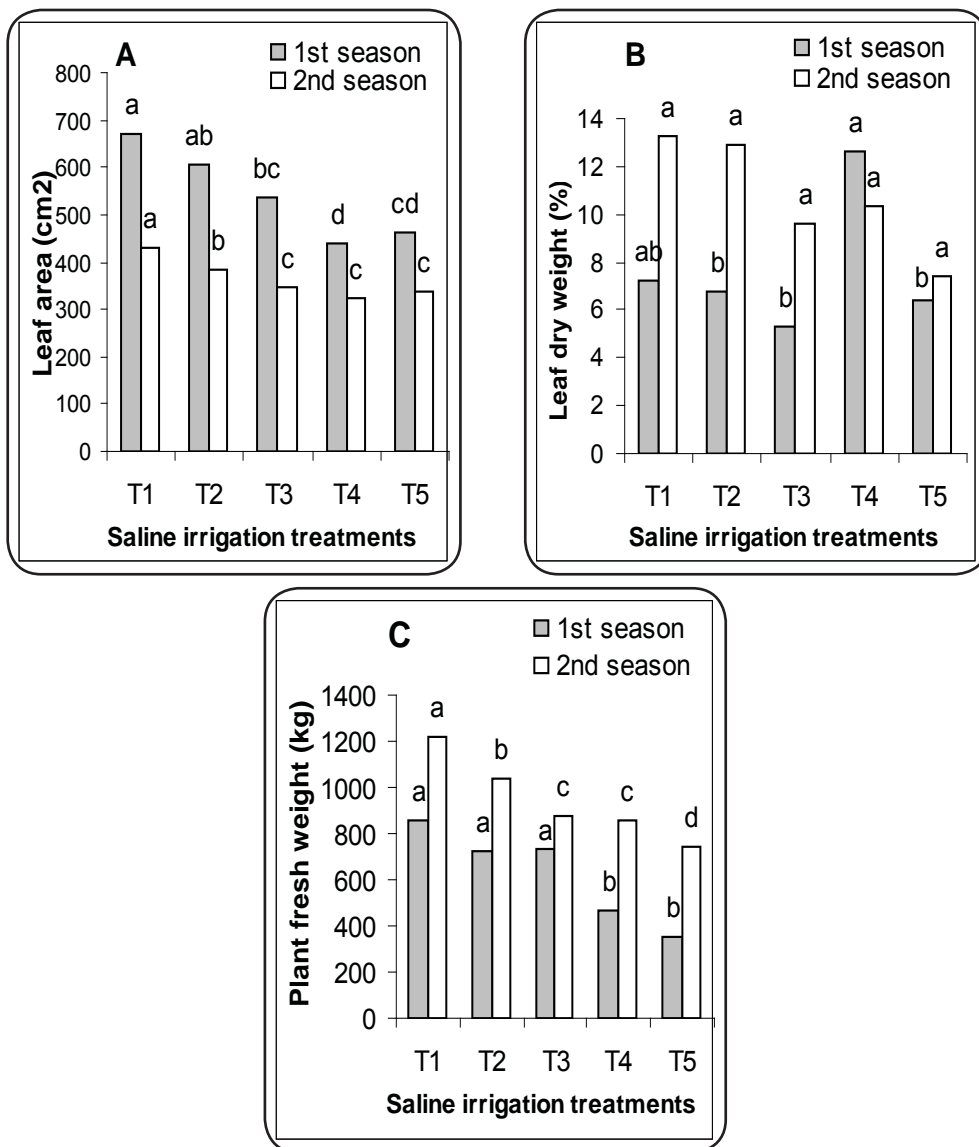 A
1st season
2nd season
Leaf area (cm2)
800
700
600
500
400
300
200
100
0
a
ab
bc
d
cd
a
b
c
c
c
T1 T2 T3 T4 T5
Saline irrigation treatments
B
1st season
2nd season
Leaf dry weight (%)
14
12
10
8
6
4
2
0
a
a
a
a
a
ab
b
b
b
T1 T2 T3 T4 T5
Saline irrigation treatments
C
1st season
2nd season
Plant fresh weight (kg)
1400
1200
1000
800
600
400
200
0
a
b
c
c
d
a
a
a
b
b
T1 T2 T3 T4 T5
Saline irrigation treatments